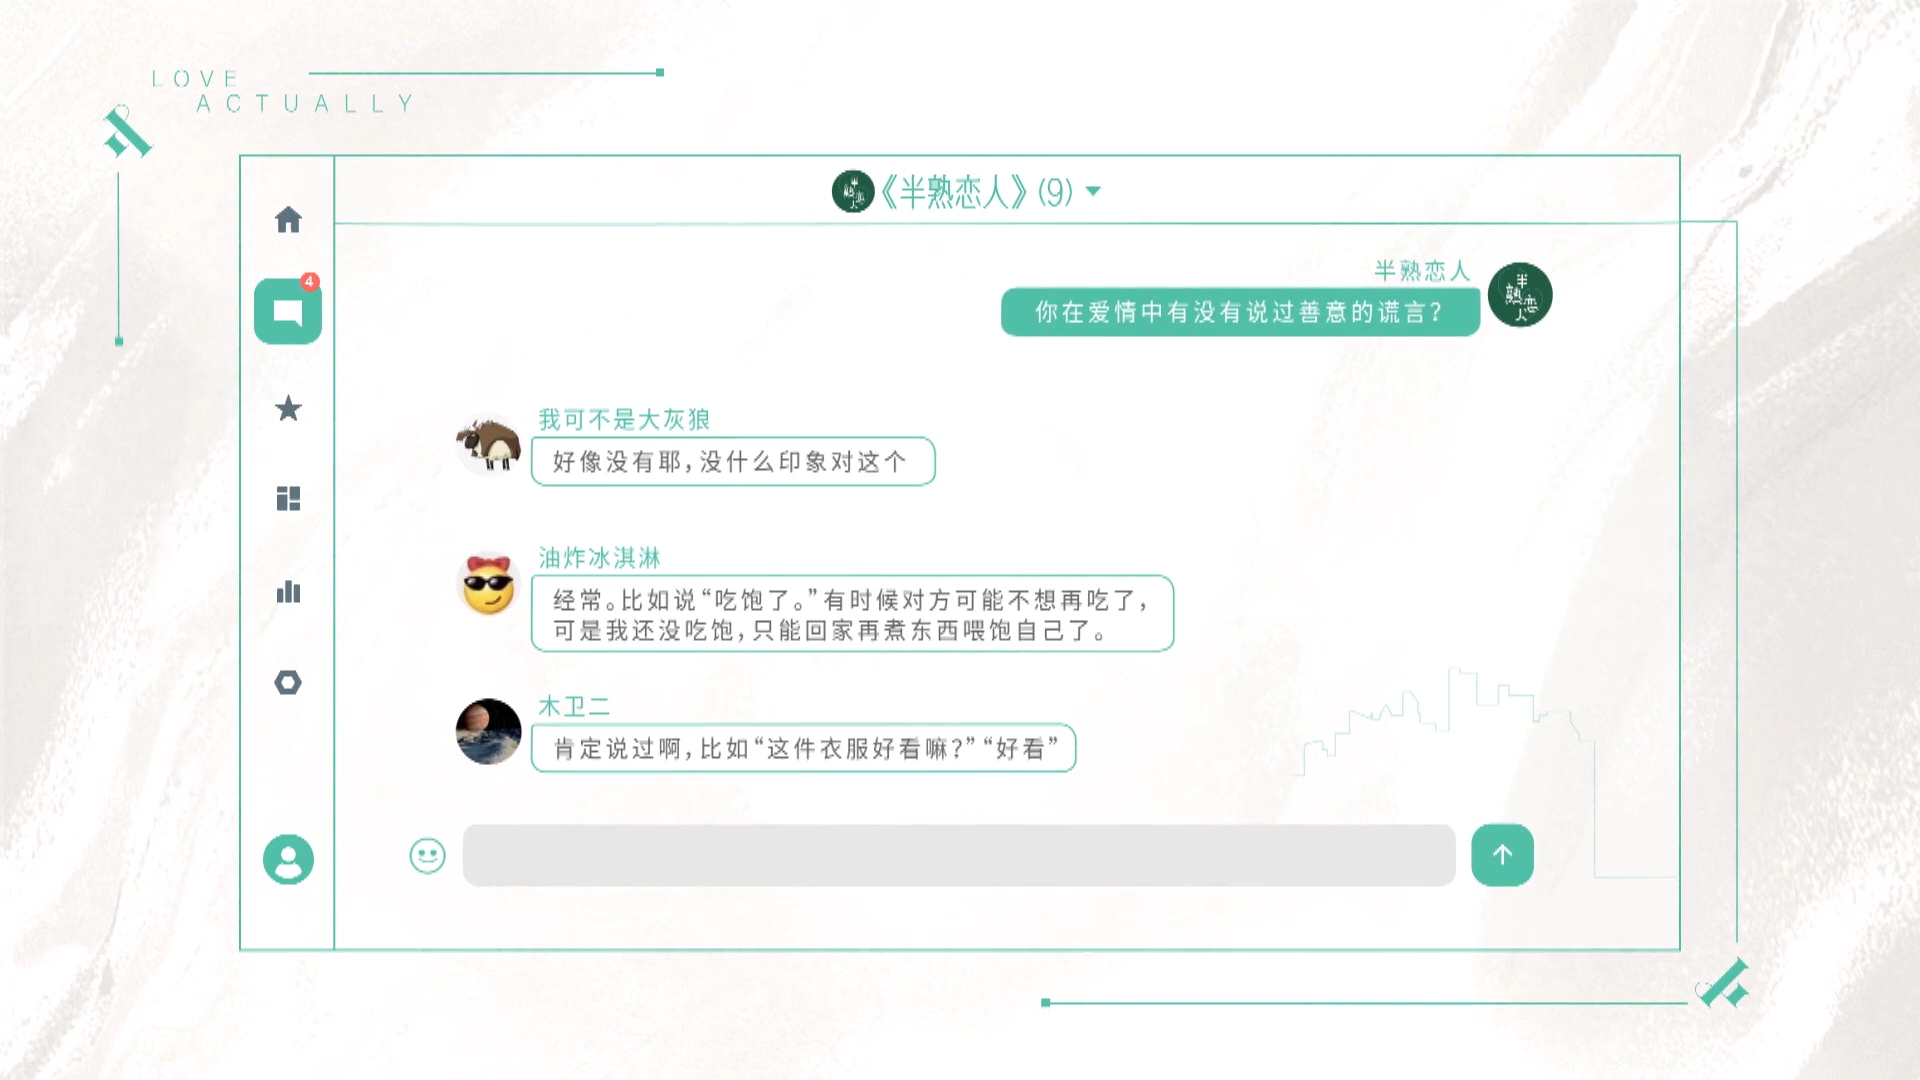 LOVE
ACTUALLY
《半熟恋人》(9)
4
半熟恋人
你在爱情中有没有说过善意的谎言？
半熟恋人
我可不是大灰狼
好像没有耶，没什么印象对这个
油炸冰淇淋
经常。比如说“吃饱了。”有时候对方可能不想再吃了，
可是我还没吃饱，只能回家再煮东西喂饱自己了。
木卫二
肯定说过啊，比如“这件衣服好看嘛？”“好看”